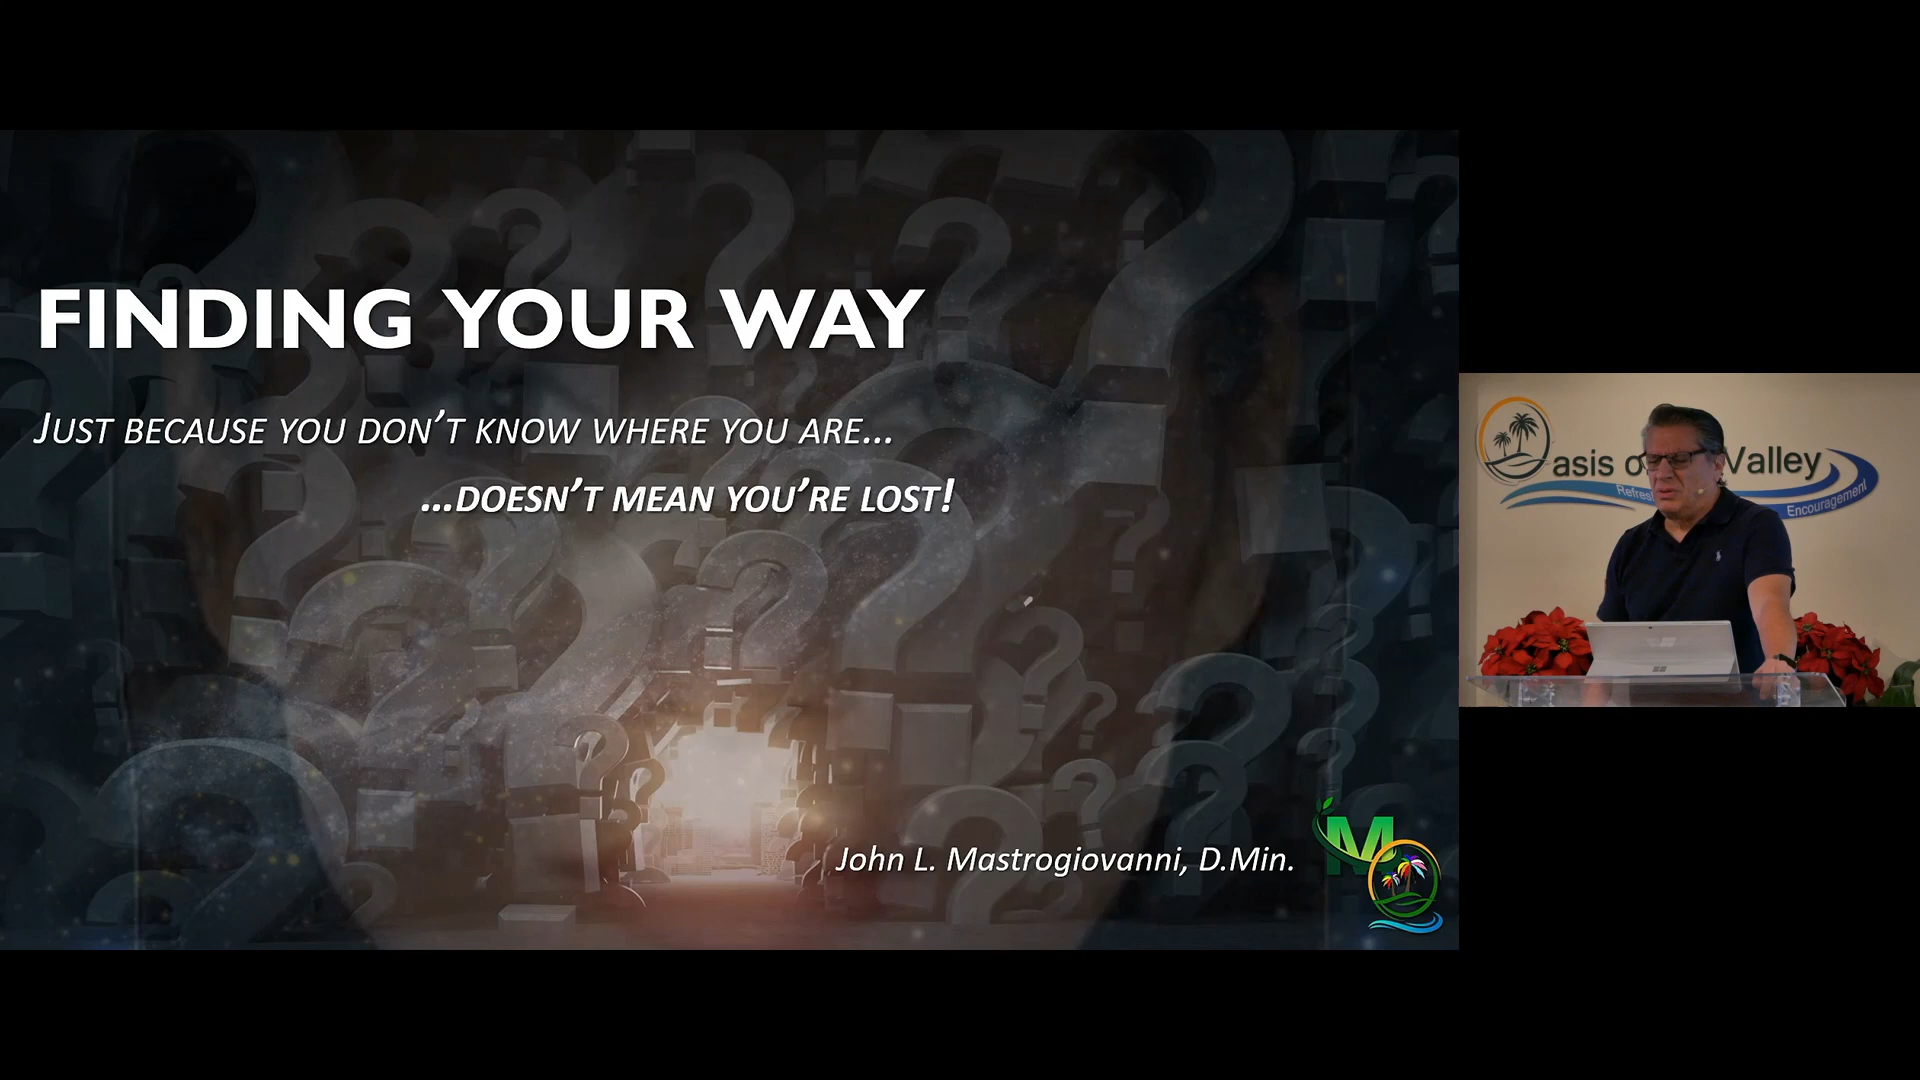 FINDING YOUR WAY
JUST BECAUSE YOU DON'T KNOW WHERE YOU ARE...
...DOESN'T MEAN YOU'RE LOST!
John L. Mastrogiovanni, D.Min.
M
asis o Valley
Encouragement